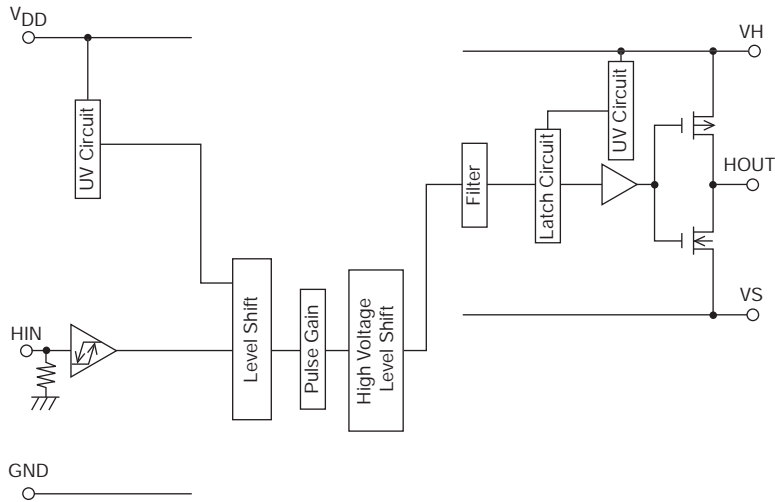 VDD
VH
UV Circuit
UV Circuit
Filter
Latch Circuit
HOUT
VS
HIN
Level Shift
Pulse Gain
High Voltage
Level Shift
GND